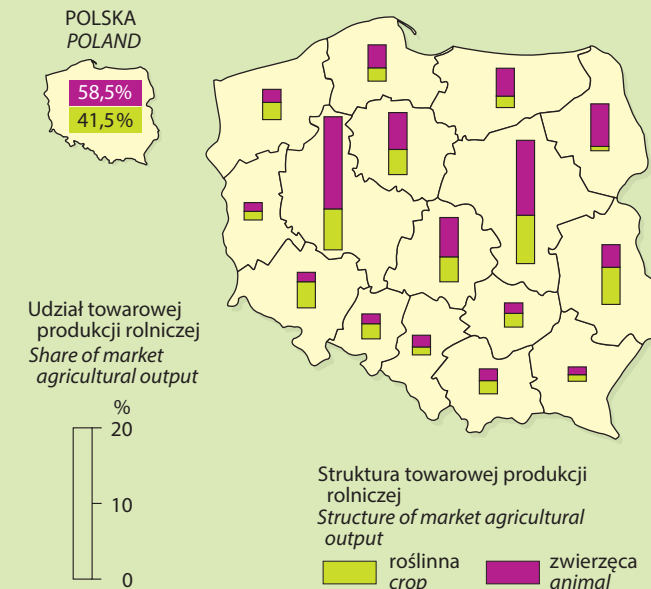 POLSKA
POLAND
58,5%
41,5%
Udział towarowej
produkcji rolniczej
Share of market
agricultural output
%
20
10
0
Struktura towarowej produkcji
rolniczej
Structure of market agricultural
output
roślinna
crop
zwierzęca
animal